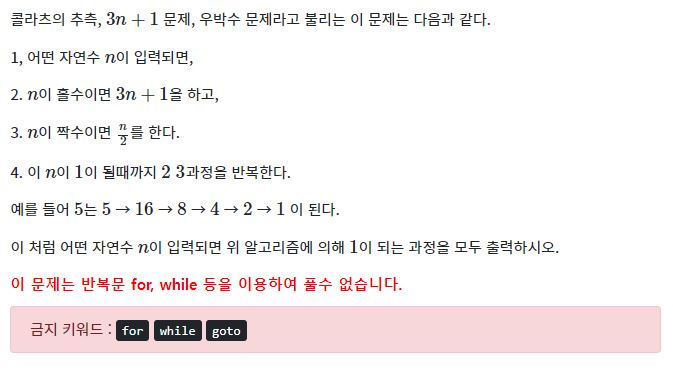 콜라츠의 추측, 3n + 1 문제, 우박수 문제라고 불리는 이 문제는 다음과 같다.
1, 어떤 자연수 n이 입력되면,
2. n이 홀수이면 3n + 1을 하고,
3. n이 짝수이면 n/2를 한다.
4. 이 n이 1이 될때까지 2 3과정을 반복한다.
예를 들어 5는 5 → 16 → 8 → 4 → 2 → 1 이 된다.
이 처럼 어떤 자연수 n이 입력되면 위 알고리즘에 의해 1이 되는 과정을 모두 출력하시오.
이 문제는 반복문 for, while 등을 이용하여 풀수 없습니다.
금지 키워드 : for while goto